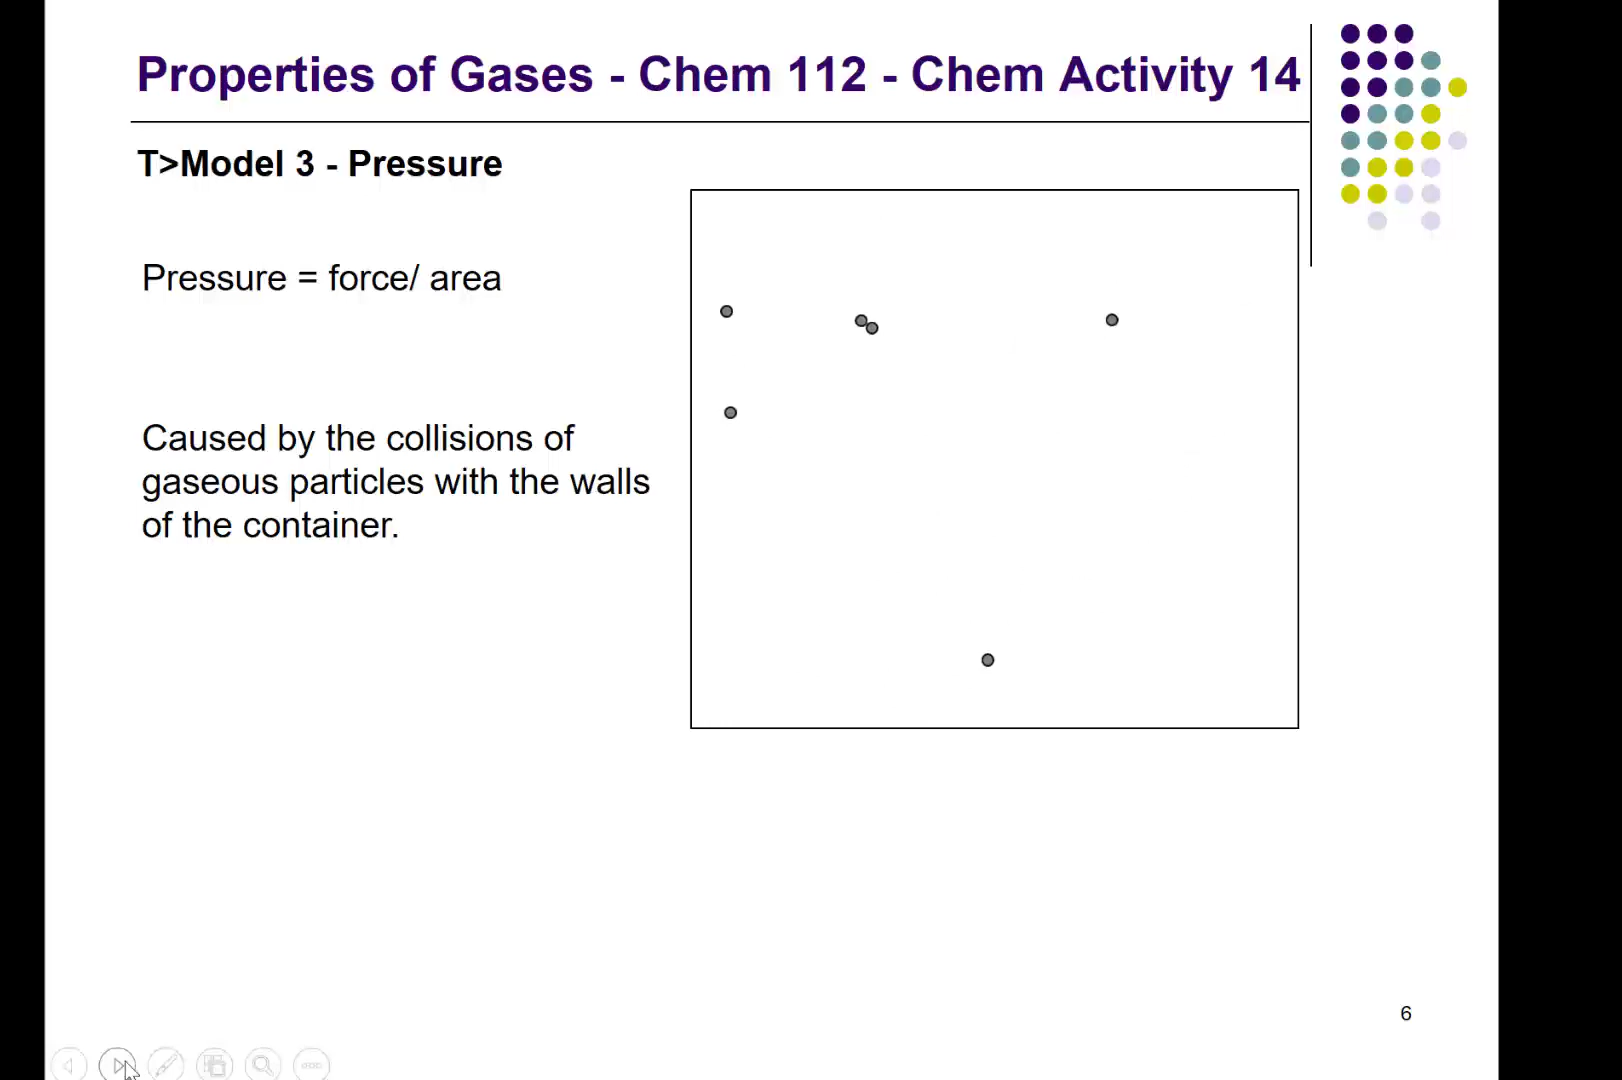 Properties of Gases - Chem 112 - Chem Activity 14
T>Model 3 - Pressure
Pressure = force/ area
Caused by the collisions of
gaseous particles with the walls
of the container.
6